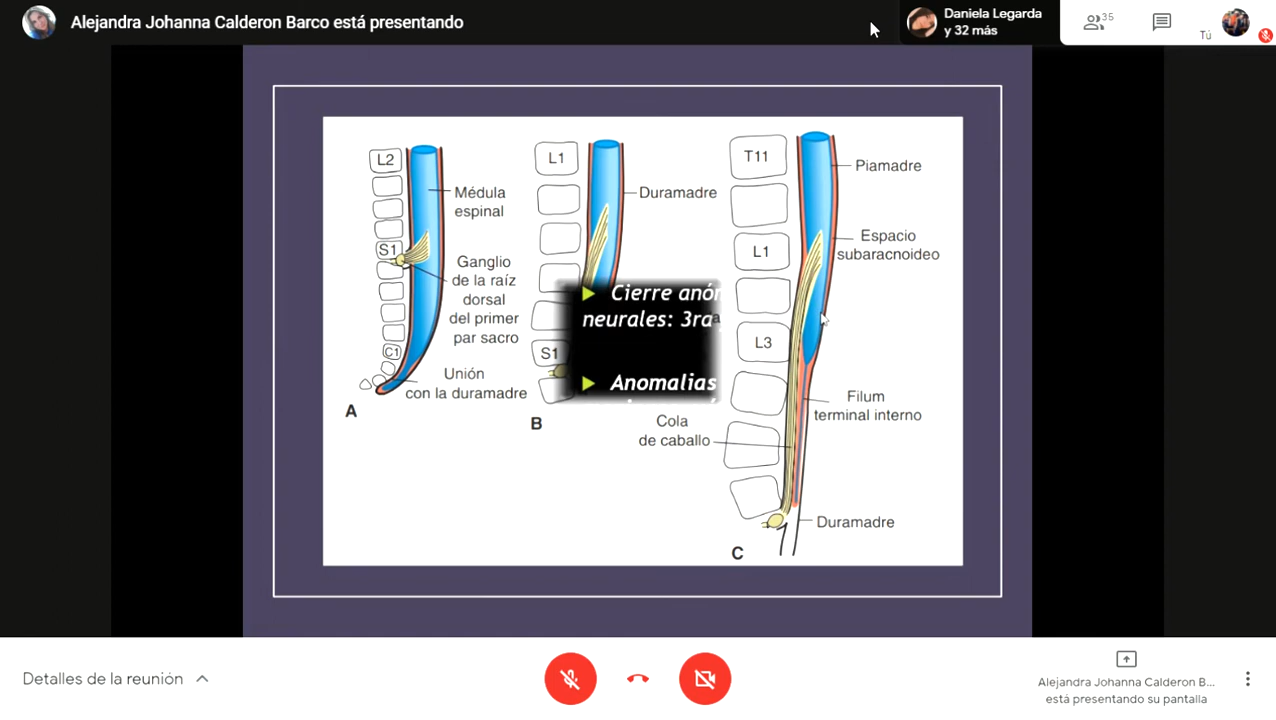 Alejandra Johanna Calderon Barco está presentando
Daniela Legarda
y 32 más
35
Tú
L2
S1
C1
Médula
espinal
Ganglio
de la raíz
dorsal
del primer
par sacro
Unión
con la duramadre
A
L1
S1
Duramadre
B
Cierre anó
neurales: 3ra
Anomalias
T11
L1
L3
Piamadre
Espacio
subaracnoideo
Filum
terminal interno
Cola
de caballo
Duramadre
C
Detalles de la reunión
Alejandra Johanna Calderon B...
está presentando su pantalla